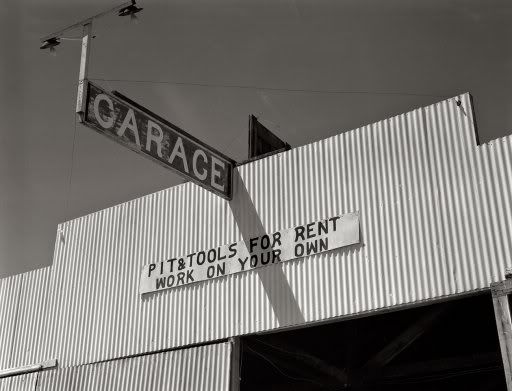 GARAGE
PIT & TOOLS FOR RENT
WORK ON YOUR OWN